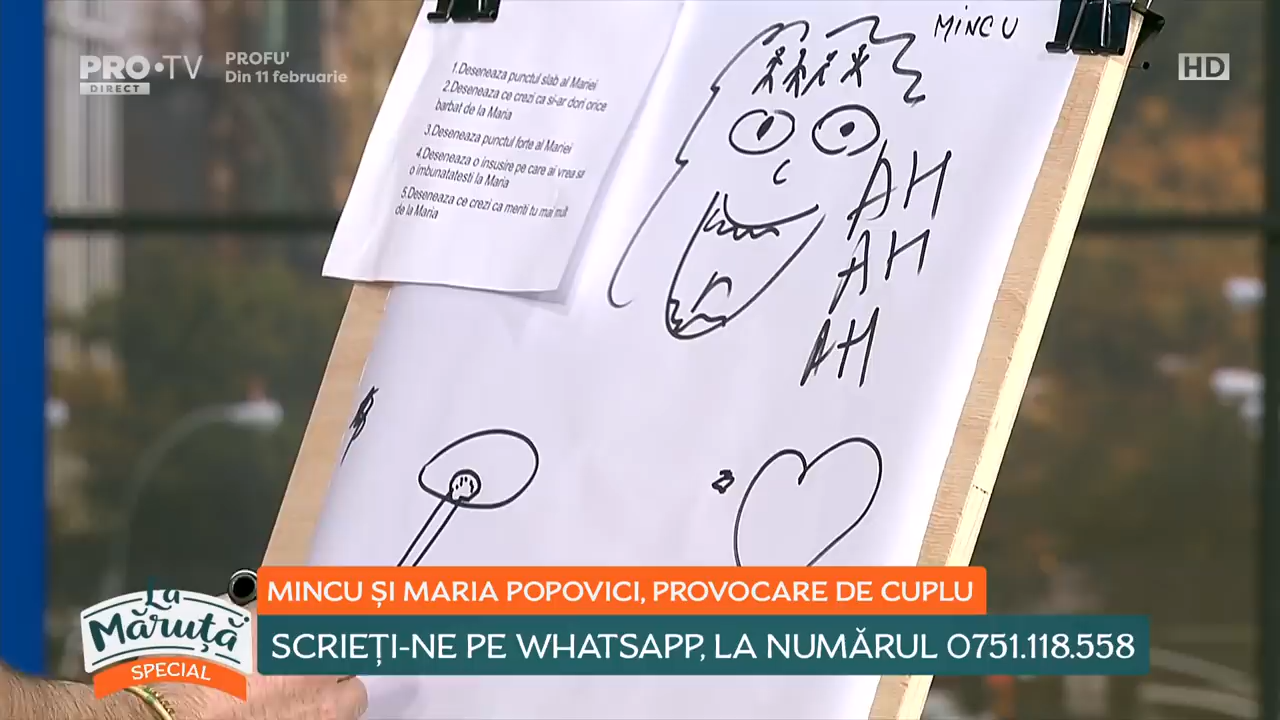 PRO•TV
DIRECT
PROFU'
Din 11 februarie
HD
1.Deseneaza punctul slab al Mariei
2.Deseneaza ce crezi ca si-ar dori orice
barbat de la Maria
3.Deseneaza punctul forte al Mariei
4.Deseneaza o insusire pe care ai vrea sa
o imbunatatesti la Maria
5.Deseneaza ce crezi ca meriti tu mai mult
de la Maria
MINCU
AH
AH
AH
La
Măruță
SPECIAL
MINCU ȘI MARIA POPOVICI, PROVOCARE DE CUPLU
SCRIEȚI-NE PE WHATSAPP, LA NUMĂRUL 0751.118.558